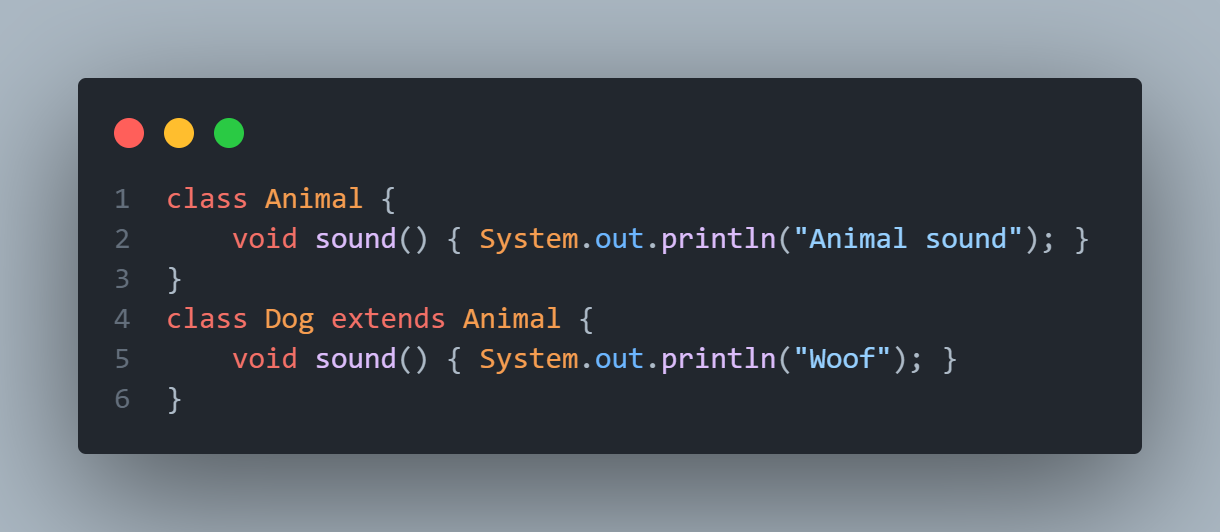 1 class Animal {
2     void sound() { System.out.println("Animal sound"); }
3 }
4 class Dog extends Animal {
5     void sound() { System.out.println("Woof"); }
6 }